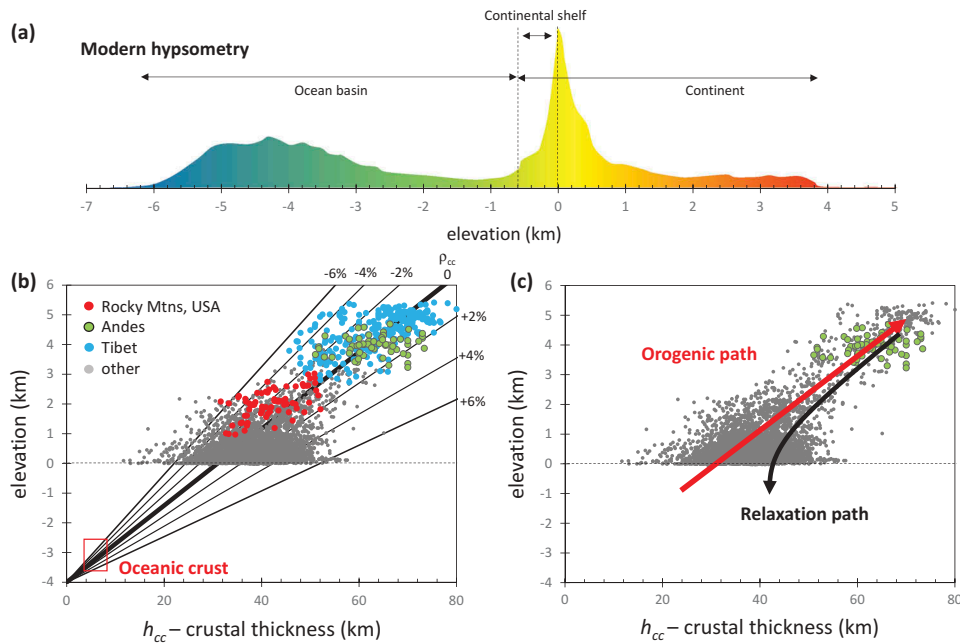 (a)
Continental shelf
Modern hypsometry
Ocean basin
Continent
-7 -6 -5 -4 -3 -2 -1 0 1 2 3 4 5
elevation (km)
(b)
-6% -4% -2% ρcc
0
6
5
4
3
2
1
0
-1
-2
-3
-4
elevation (km)
Rocky Mtns, USA
Andes
Tibet
other
+2%
+4%
+6%
Oceanic crust
0 20 40 60 80
hcc – crustal thickness (km)
(c)
6
5
4
3
2
1
0
-1
-2
-3
-4
elevation (km)
Orogenic path
Relaxation path
0 20 40 60 80
hcc – crustal thickness (km)